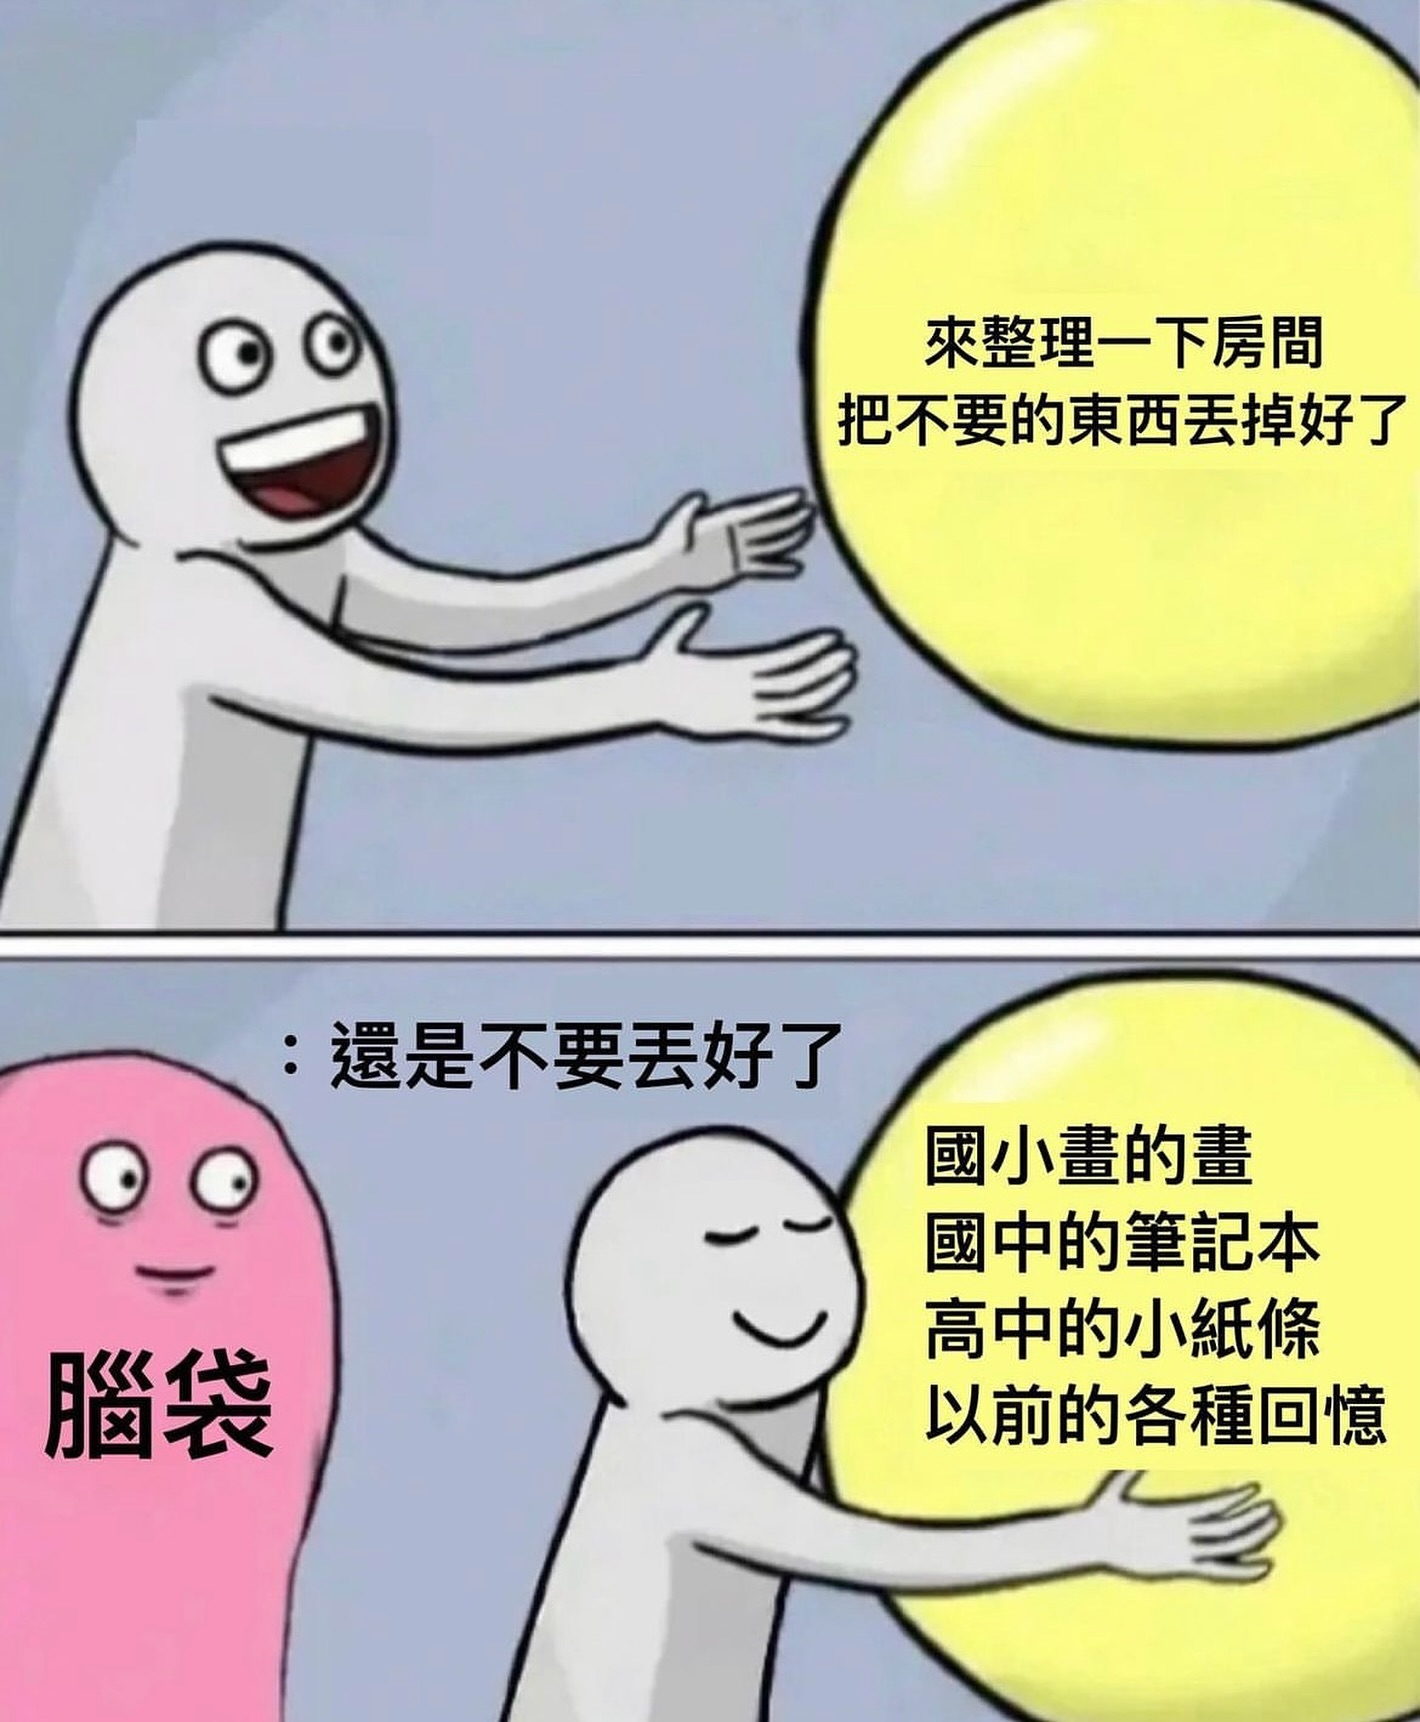 來整理一下房間
把不要的東西丟掉好了
：還是不要丟好了
國小畫的畫
國中的筆記本
高中的小紙條
以前的各種回憶
腦袋